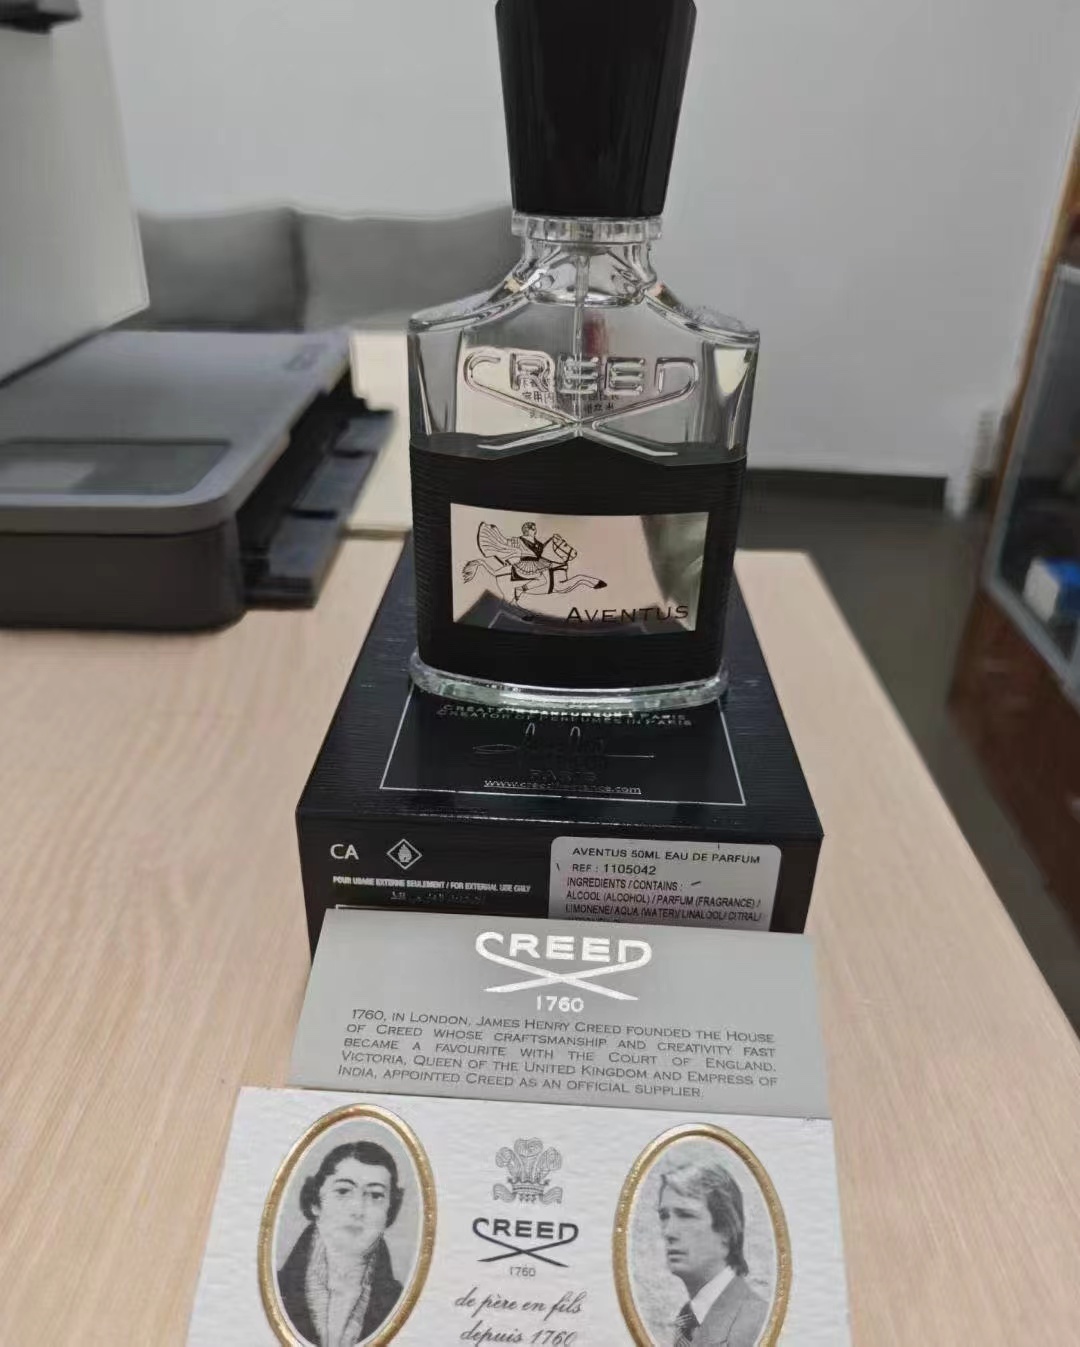 CREED
AVENTUS
CREATOR OF PERFUMES IN PARIS
PARIS
CA
POUR USAGE EXTERNE SEULEMENT / FOR EXTERNAL USE ONLY
AVENTUS 50ML EAU DE PARFUM
REF : 1105042
INGREDIENTS / CONTAINS :
ALCOOL (ALCOHOL) / PARFUM (FRAGRANCE) /
LIMONENE/ AQUA (WATER)/ LINALOOL/ CITRAL/
CREED
1760
1760, IN LONDON, JAMES HENRY CREED FOUNDED THE HOUSE
OF CREED WHOSE CRAFTSMANSHIP AND CREATIVITY FAST
BECAME A FAVOURITE WITH THE COURT OF ENGLAND.
VICTORIA, QUEEN OF THE UNITED KINGDOM AND EMPRESS OF
INDIA, APPOINTED CREED AS AN OFFICIAL SUPPLIER.
CREED
1760
de père en fils
depuis 1760